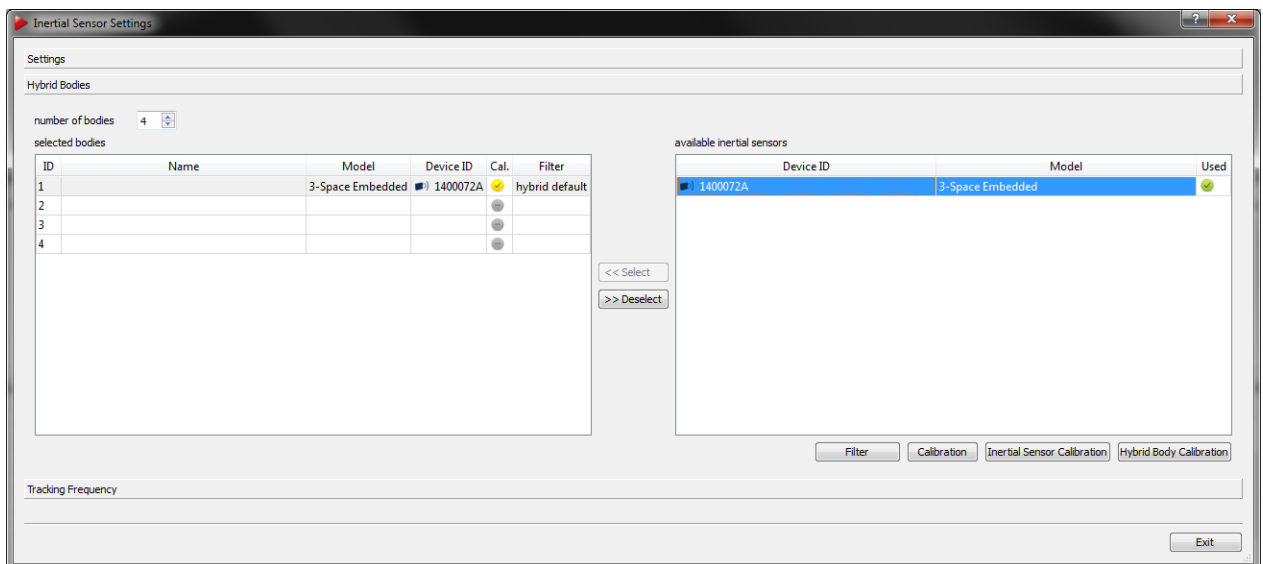 Inertial Sensor Settings
Settings
Hybrid Bodies
number of bodies 4
selected bodies
available inertial sensors
ID Name Model Device ID Cal. Filter
Device ID Model Used
1 3-Space Embedded 1400072A hybrid default
1400072A 3-Space Embedded
2
3
4
<< Select
>> Deselect
Filter Calibration Inertial Sensor Calibration Hybrid Body Calibration
Tracking Frequency
Exit